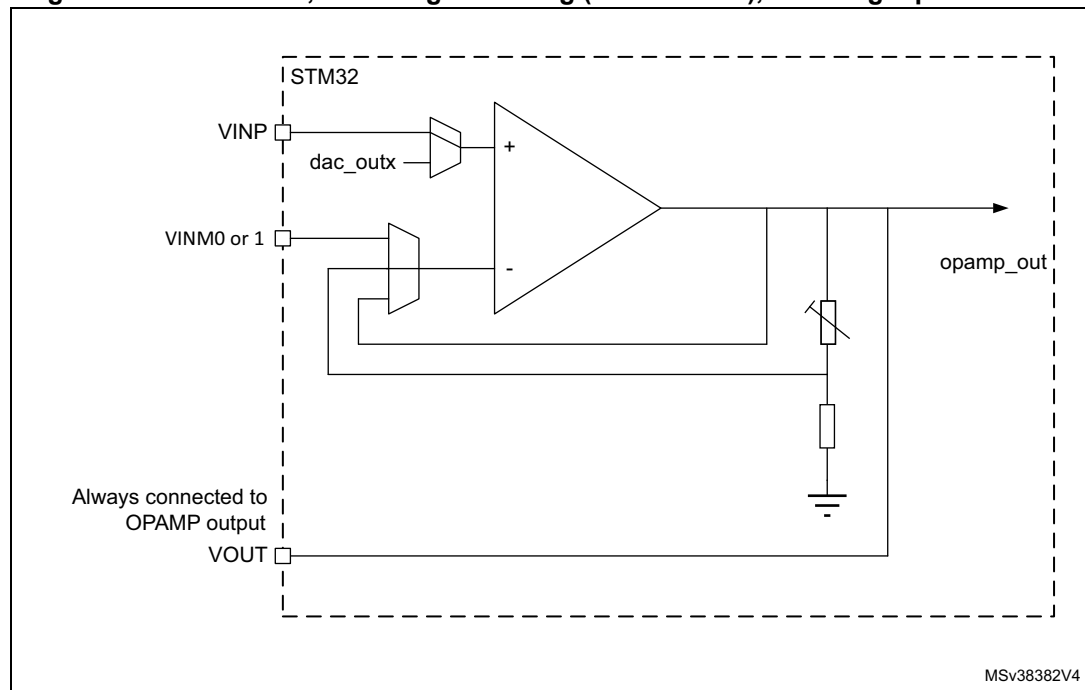 STM32
VINP
dac_outx
+
VINM0 or 1
-
opamp_out
Always connected to
OPAMP output
VOUT
MSv38382V4